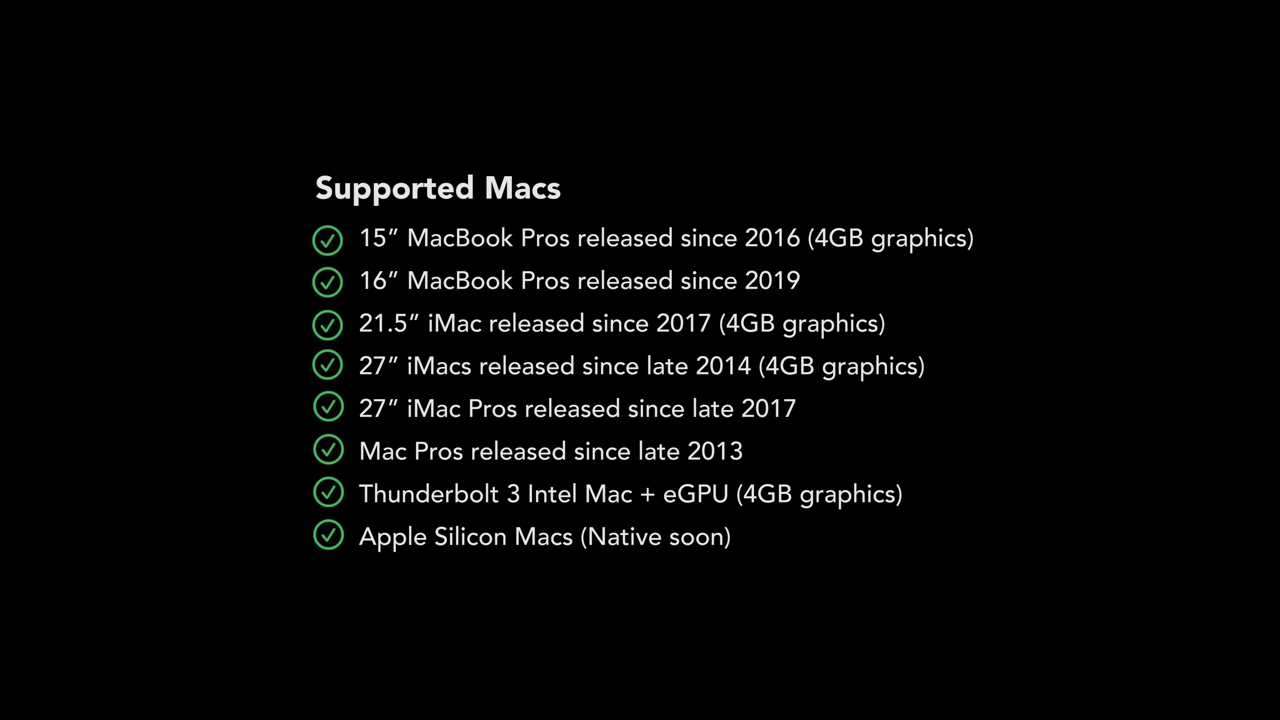 Supported Macs
15” MacBook Pros released since 2016 (4GB graphics)
16” MacBook Pros released since 2019
21.5” iMac released since 2017 (4GB graphics)
27” iMacs released since late 2014 (4GB graphics)
27” iMac Pros released since late 2017
Mac Pros released since late 2013
Thunderbolt 3 Intel Mac + eGPU (4GB graphics)
Apple Silicon Macs (Native soon)